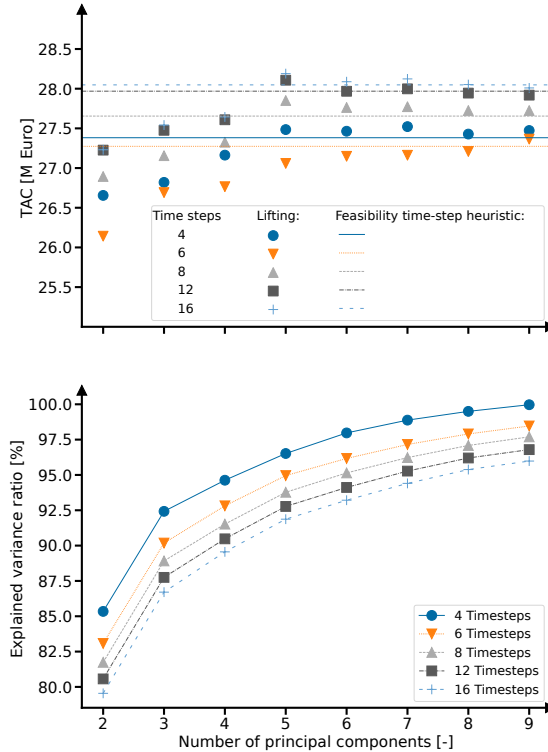 28.5
28.0
27.5
27.0
26.5
26.0
25.5
TAC [M Euro]
Time steps Lifting: Feasibility time-step heuristic:
4
6
8
12
16
100.0
97.5
95.0
92.5
90.0
87.5
85.0
82.5
80.0
Explained variance ratio [%]
4 Timesteps
6 Timesteps
8 Timesteps
12 Timesteps
16 Timesteps
2 3 4 5 6 7 8 9
Number of principal components [-]